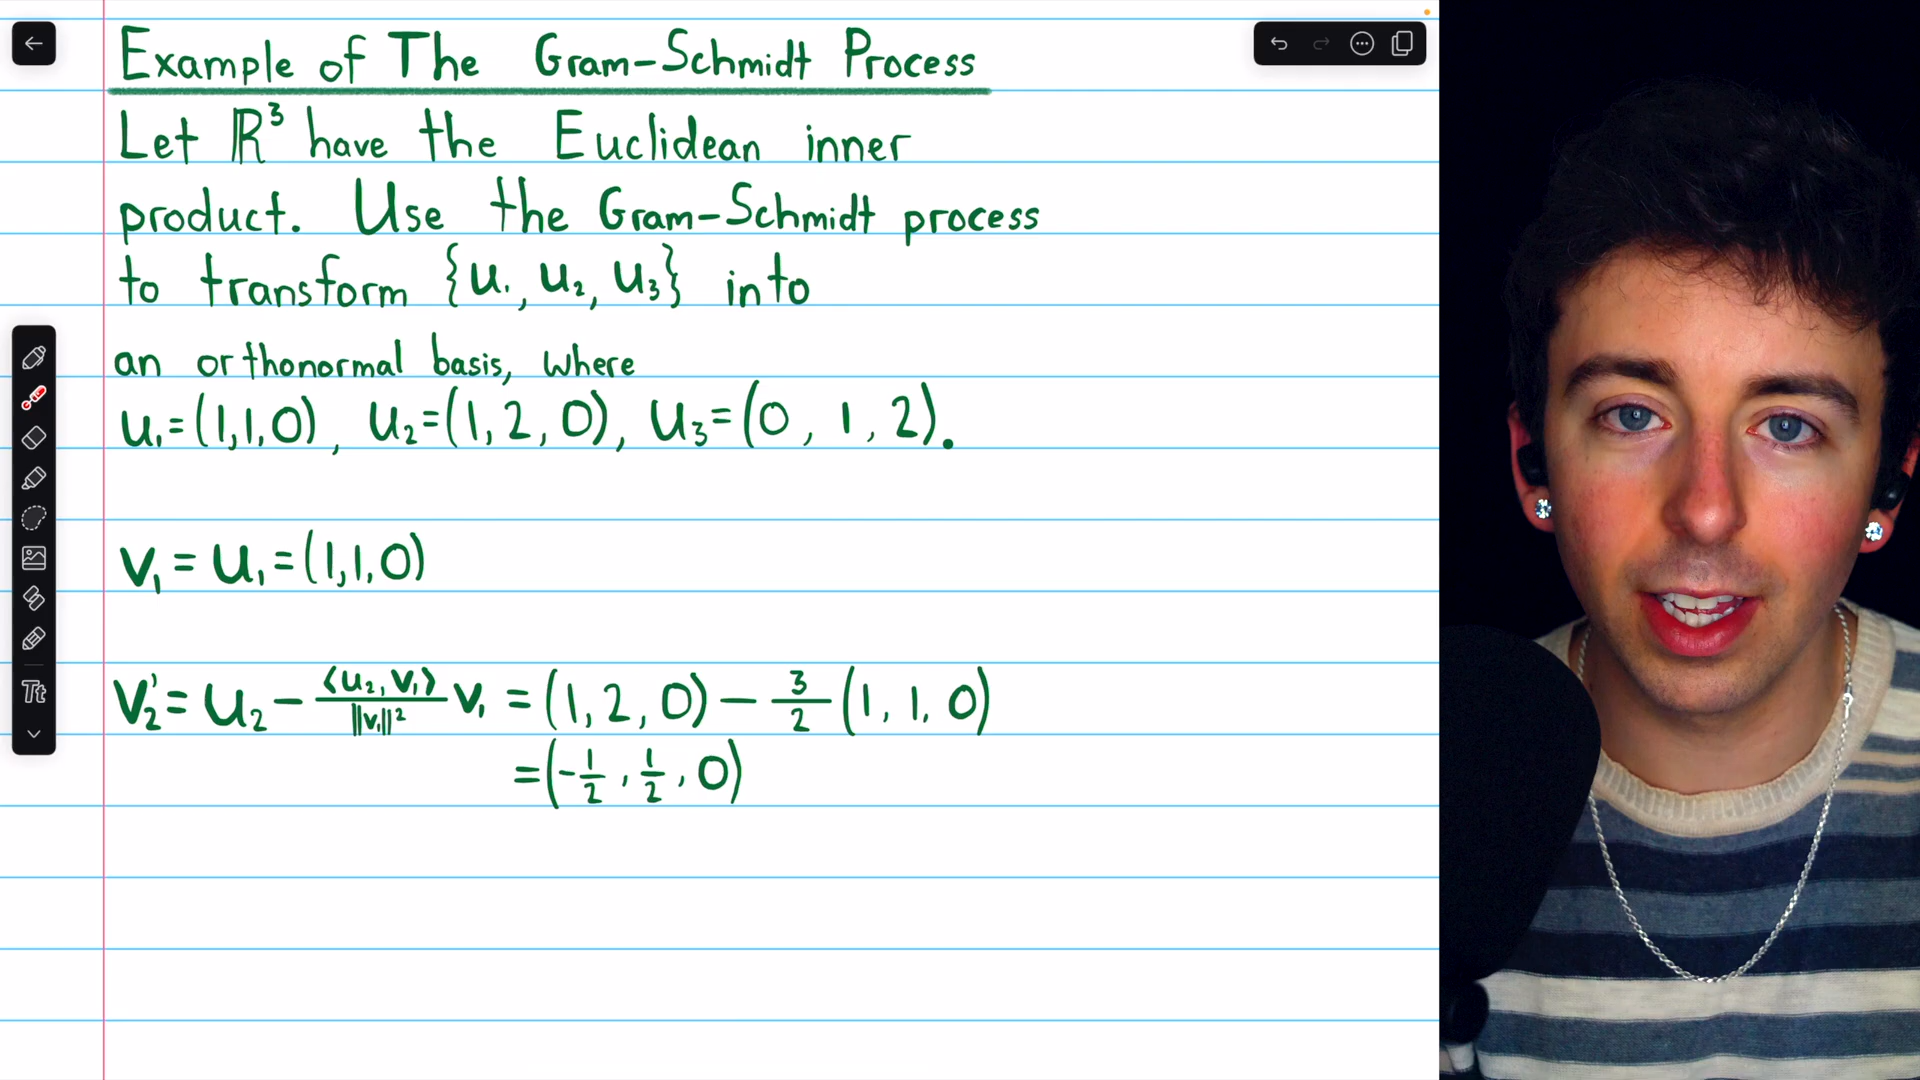 Example of The Gram-Schmidt Process
Let ℝ³ have the Euclidean inner
product. Use the Gram-Schmidt process
to transform {u₁, u₂, u₃} into
an orthonormal basis, where
u₁=(1,1,0), u₂=(1,2,0), u₃=(0,1,2).
v₁ = u₁ = (1,1,0)
v₂' = u₂ - ⟨u₂,v₁⟩/‖v₁‖² v₁ = (1,2,0) - 3/2 (1,1,0)
=(-1/2, 1/2, 0)
Tt